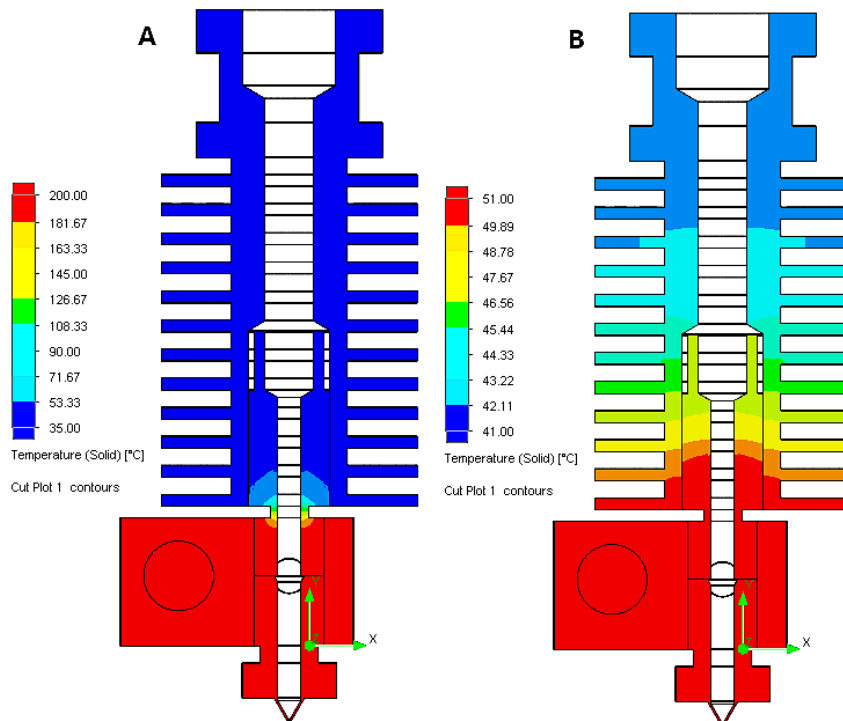 A
B
200.00
181.67
163.33
145.00
126.67
108.33
90.00
71.67
53.33
35.00
Temperature (Solid) [°C]
Cut Plot 1 contours
51.00
49.89
48.78
47.67
46.56
45.44
44.33
43.22
42.11
41.00
Temperature (Solid) [°C]
Cut Plot 1 contours
Y
Z
X
Y
Z
X